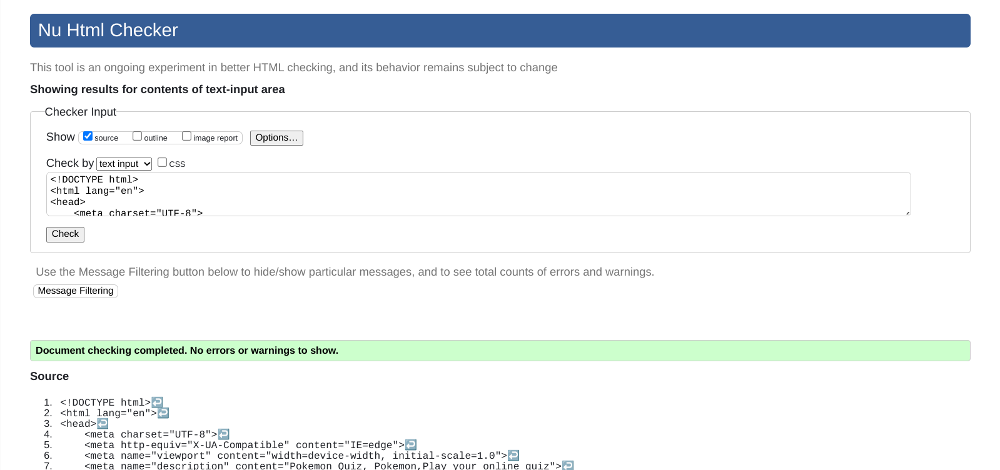 Nu Html Checker
This tool is an ongoing experiment in better HTML checking, and its behavior remains subject to change
Showing results for contents of text-input area
Checker Input
Show source outline image report Options...
Check by text input css
<!DOCTYPE html>
<html lang="en">
<head>
    <meta charset="UTF-8">
Check
Use the Message Filtering button below to hide/show particular messages, and to see total counts of errors and warnings.
Message Filtering
Document checking completed. No errors or warnings to show.
Source
1. <!DOCTYPE html>↩
2. <html lang="en">↩
3. <head>↩
4.     <meta charset="UTF-8">↩
5.     <meta http-equiv="X-UA-Compatible" content="IE=edge">↩
6.     <meta name="viewport" content="width=device-width, initial-scale=1.0">↩
7.     <meta name="description" content="Pokemon Quiz, Pokemon,Play your online quiz">↩